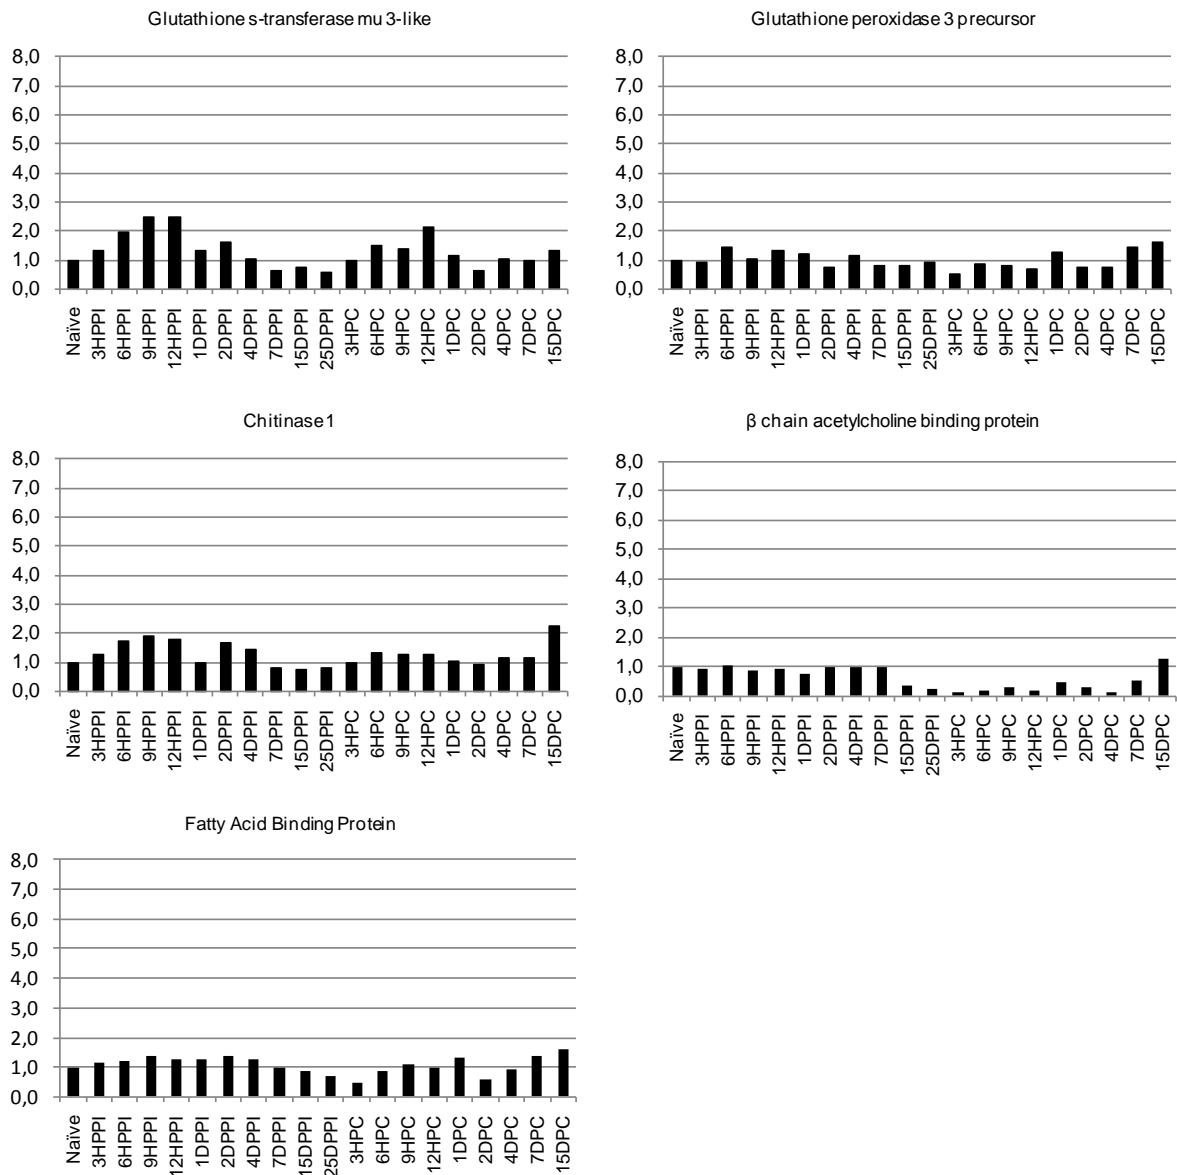 Glutathione s-transferase mu 3-like
8,0
7,0
6,0
5,0
4,0
3,0
2,0
1,0
0,0
Naïve
3HPPI
6HPPI
9HPPI
12HPPI
1DPPI
2DPPI
4DPPI
7DPPI
15DPPI
25DPPI
3HPC
6HPC
9HPC
12HPC
1DPC
2DPC
4DPC
7DPC
15DPC
Glutathione peroxidase 3 precursor
8,0
7,0
6,0
5,0
4,0
3,0
2,0
1,0
0,0
Naïve
3HPPI
6HPPI
9HPPI
12HPPI
1DPPI
2DPPI
4DPPI
7DPPI
15DPPI
25DPPI
3HPC
6HPC
9HPC
12HPC
1DPC
2DPC
4DPC
7DPC
15DPC
Chitinase 1
8,0
7,0
6,0
5,0
4,0
3,0
2,0
1,0
0,0
Naïve
3HPPI
6HPPI
9HPPI
12HPPI
1DPPI
2DPPI
4DPPI
7DPPI
15DPPI
25DPPI
3HPC
6HPC
9HPC
12HPC
1DPC
2DPC
4DPC
7DPC
15DPC
β chain acetylcholine binding protein
8,0
7,0
6,0
5,0
4,0
3,0
2,0
1,0
0,0
Naïve
3HPPI
6HPPI
9HPPI
12HPPI
1DPPI
2DPPI
4DPPI
7DPPI
15DPPI
25DPPI
3HPC
6HPC
9HPC
12HPC
1DPC
2DPC
4DPC
7DPC
15DPC
Fatty Acid Binding Protein
8,0
7,0
6,0
5,0
4,0
3,0
2,0
1,0
0,0
Naïve
3HPPI
6HPPI
9HPPI
12HPPI
1DPPI
2DPPI
4DPPI
7DPPI
15DPPI
25DPPI
3HPC
6HPC
9HPC
12HPC
1DPC
2DPC
4DPC
7DPC
15DPC